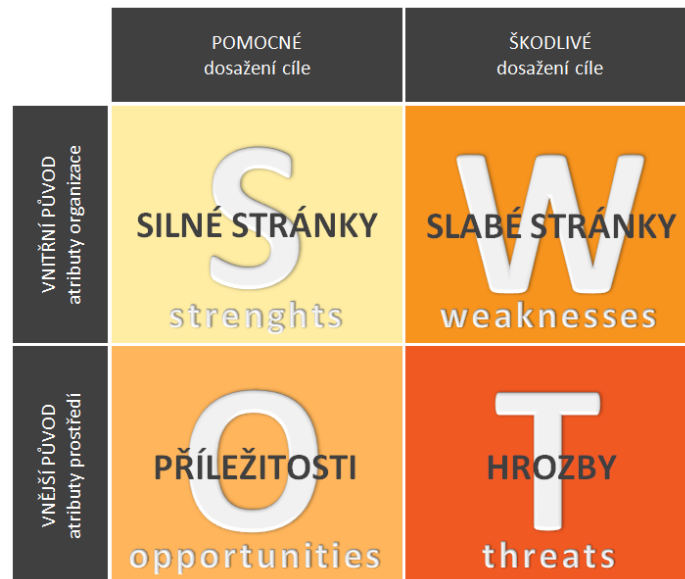 POMOCNÉ
dosažení cíle
ŠKODLIVÉ
dosažení cíle
VNITŘNÍ PŮVOD
atributy organizace
S
SILNÉ STRÁNKY
strenghts
W
SLABÉ STRÁNKY
weaknesses
VNĚJŠÍ PŮVOD
atributy prostředí
O
PŘÍLEŽITOSTI
opportunities
T
HROZBY
threats